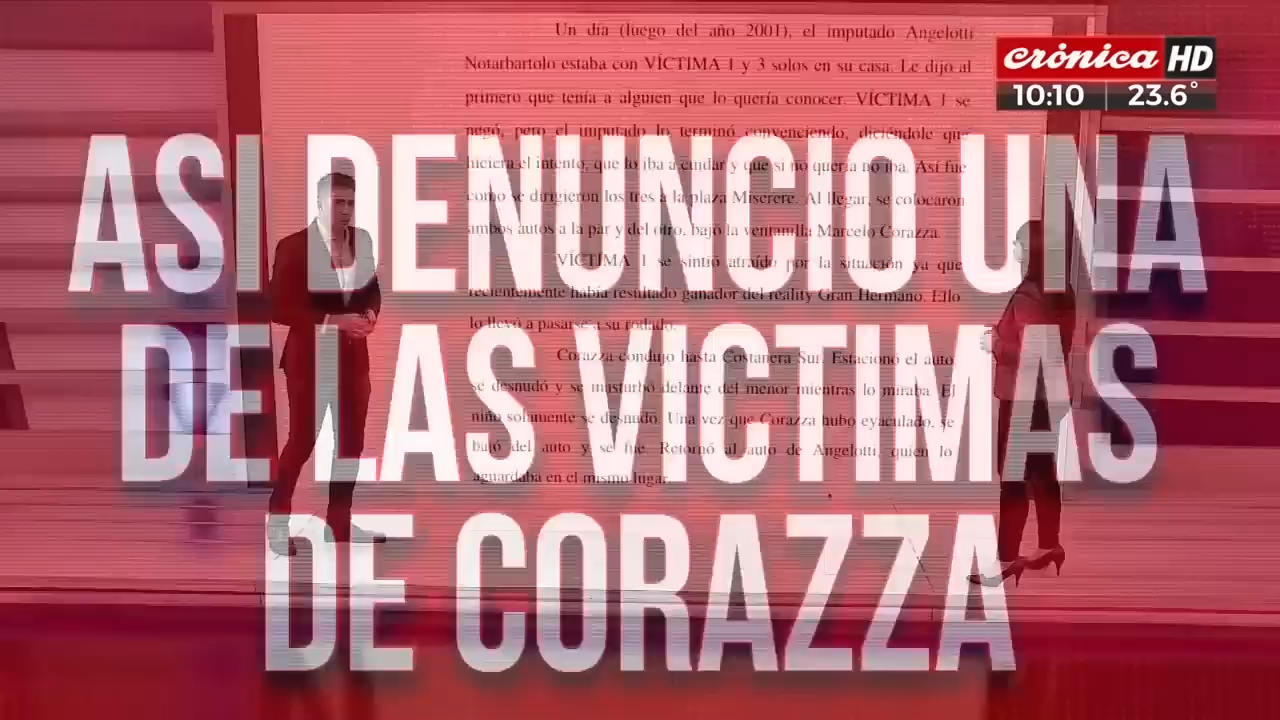 Un día (luego del año 2001), el imputado Angelotti
Notarbartolo estaba con VÍCTIMA 1 y 3 solos en su casa. Le dijo al
primero que tenía a alguien que lo quería conocer. VÍCTIMA 1 se
negó, pero el imputado lo terminó convenciendo, diciéndole que
hiciera el intento, que lo iba a cuidar y que si no quería no iba. Así fue
como se dirigieron los tres a la plaza Miserere. Al llegar, se colocaron
ambos autos a la par y del otro, bajó la ventanilla Marcelo Corazza.
VÍCTIMA 1 se sintió atraído por la situación ya que
recientemente había resultado ganador del reality Gran Hermano. Ello
lo llevó a pasarse a su rodado.
Corazza condujo hasta Costanera Sur. Estacionó el auto
se desnudó y se masturbó delante del menor mientras lo miraba. El
niño solamente se desnudó. Una vez que Corazza hubo eyaculado, se
bajó del auto y se fue. Retornó al auto de Angelotti, quien lo
aguardaba en el mismo lugar.
crónica HD
10:10 23.6°
ASI DENUNCIO UNA
DE LAS VICTIMAS
DE CORAZZA